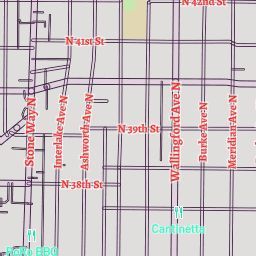 N 42nd St
N 41st St
N 39th St
Stone Way N
Interlake Ave N
Ashworth Ave N
Wallingford Ave N
Burke Ave N
Meridian Ave N
N 38th St
Cantinetta
BBQ